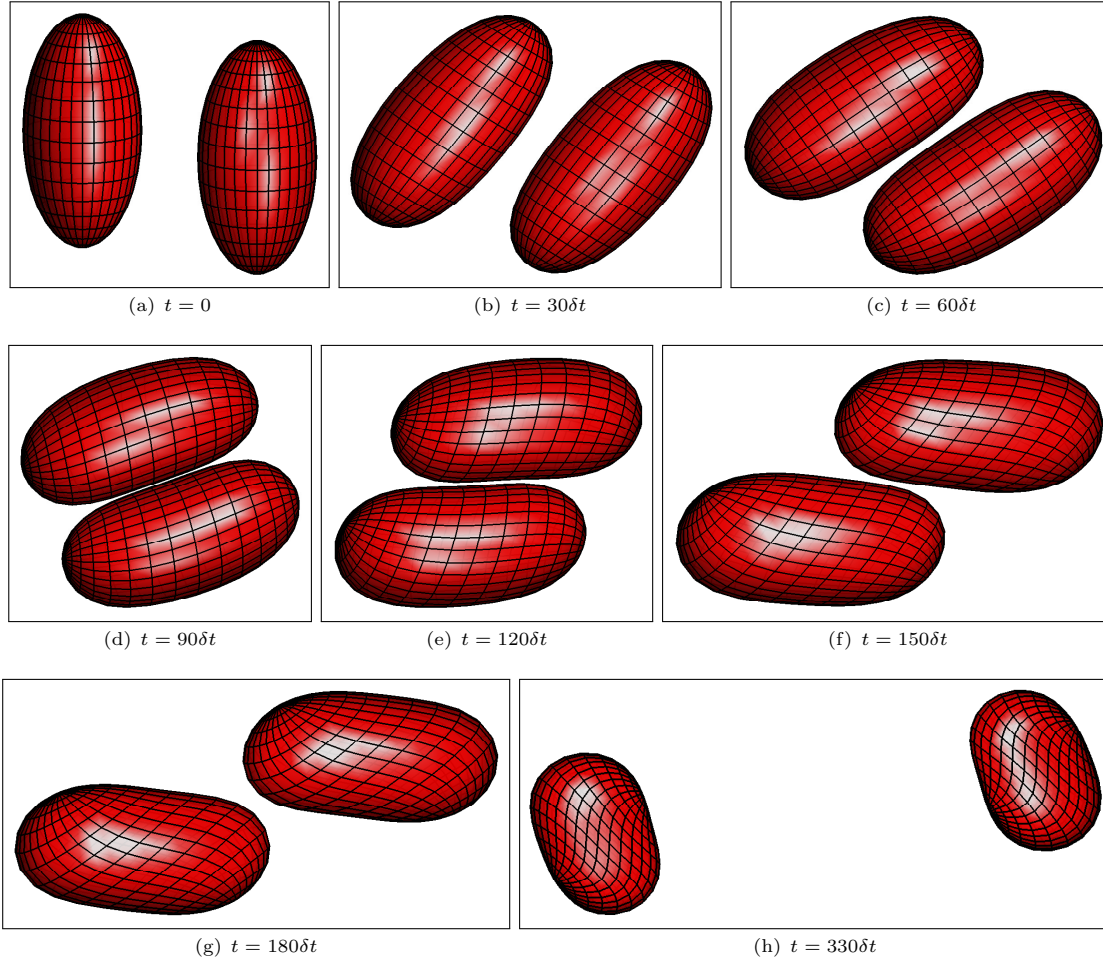 (a) t = 0
(b) t = 30δt
(c) t = 60δt
(d) t = 90δt
(e) t = 120δt
(f) t = 150δt
(g) t = 180δt
(h) t = 330δt